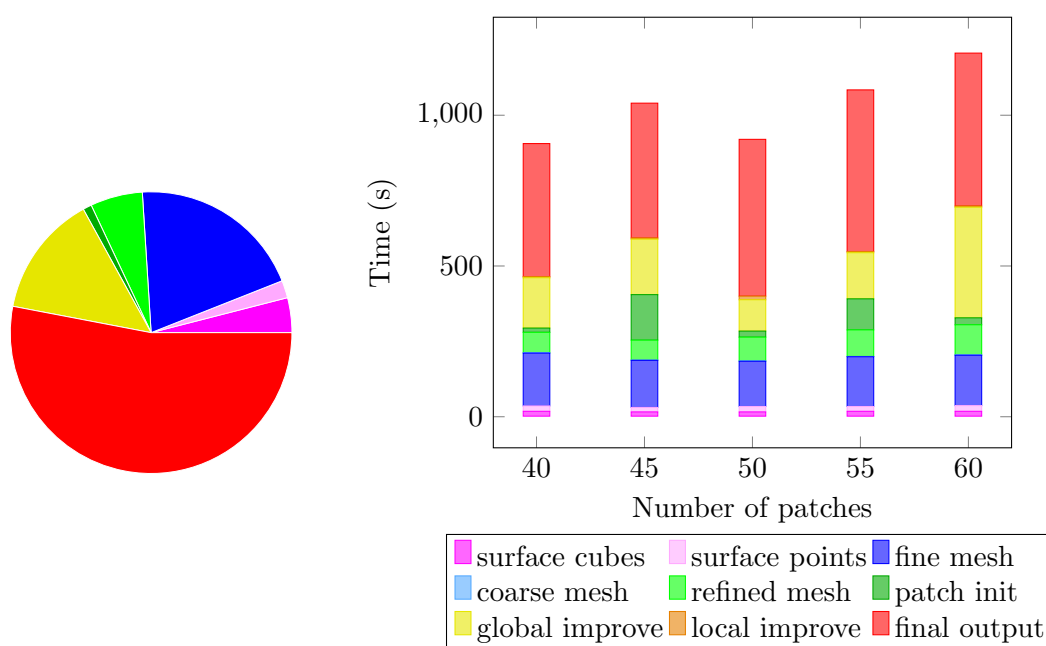 1,000
500
0
Time (s)
40 45 50 55 60
Number of patches
surface cubes surface points fine mesh
coarse mesh refined mesh patch init
global improve local improve final output